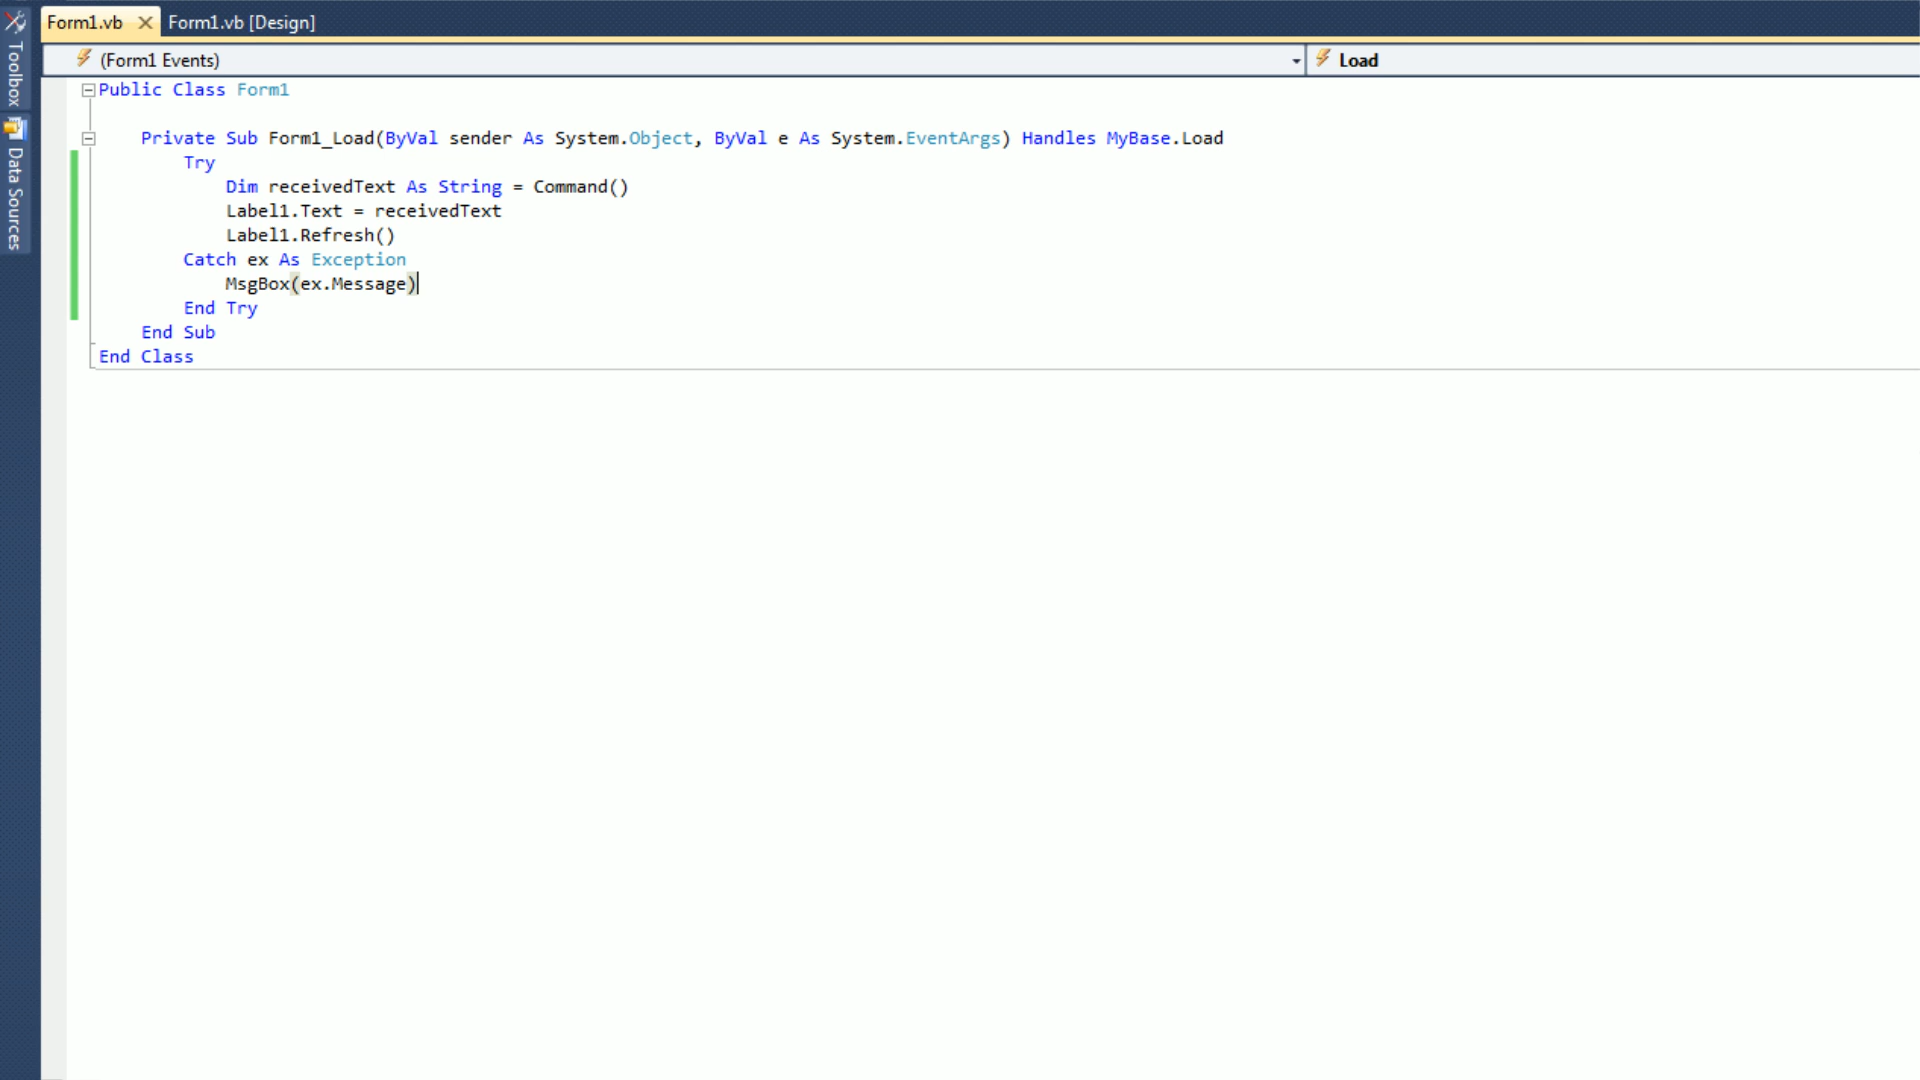 Form1.vb
Form1.vb [Design]
Toolbox
Data Sources
(Form1 Events)
Load
Public Class Form1
Private Sub Form1_Load(ByVal sender As System.Object, ByVal e As System.EventArgs) Handles MyBase.Load
Try
Dim receivedText As String = Command()
Label1.Text = receivedText
Label1.Refresh()
Catch ex As Exception
MsgBox(ex.Message)
End Try
End Sub
End Class